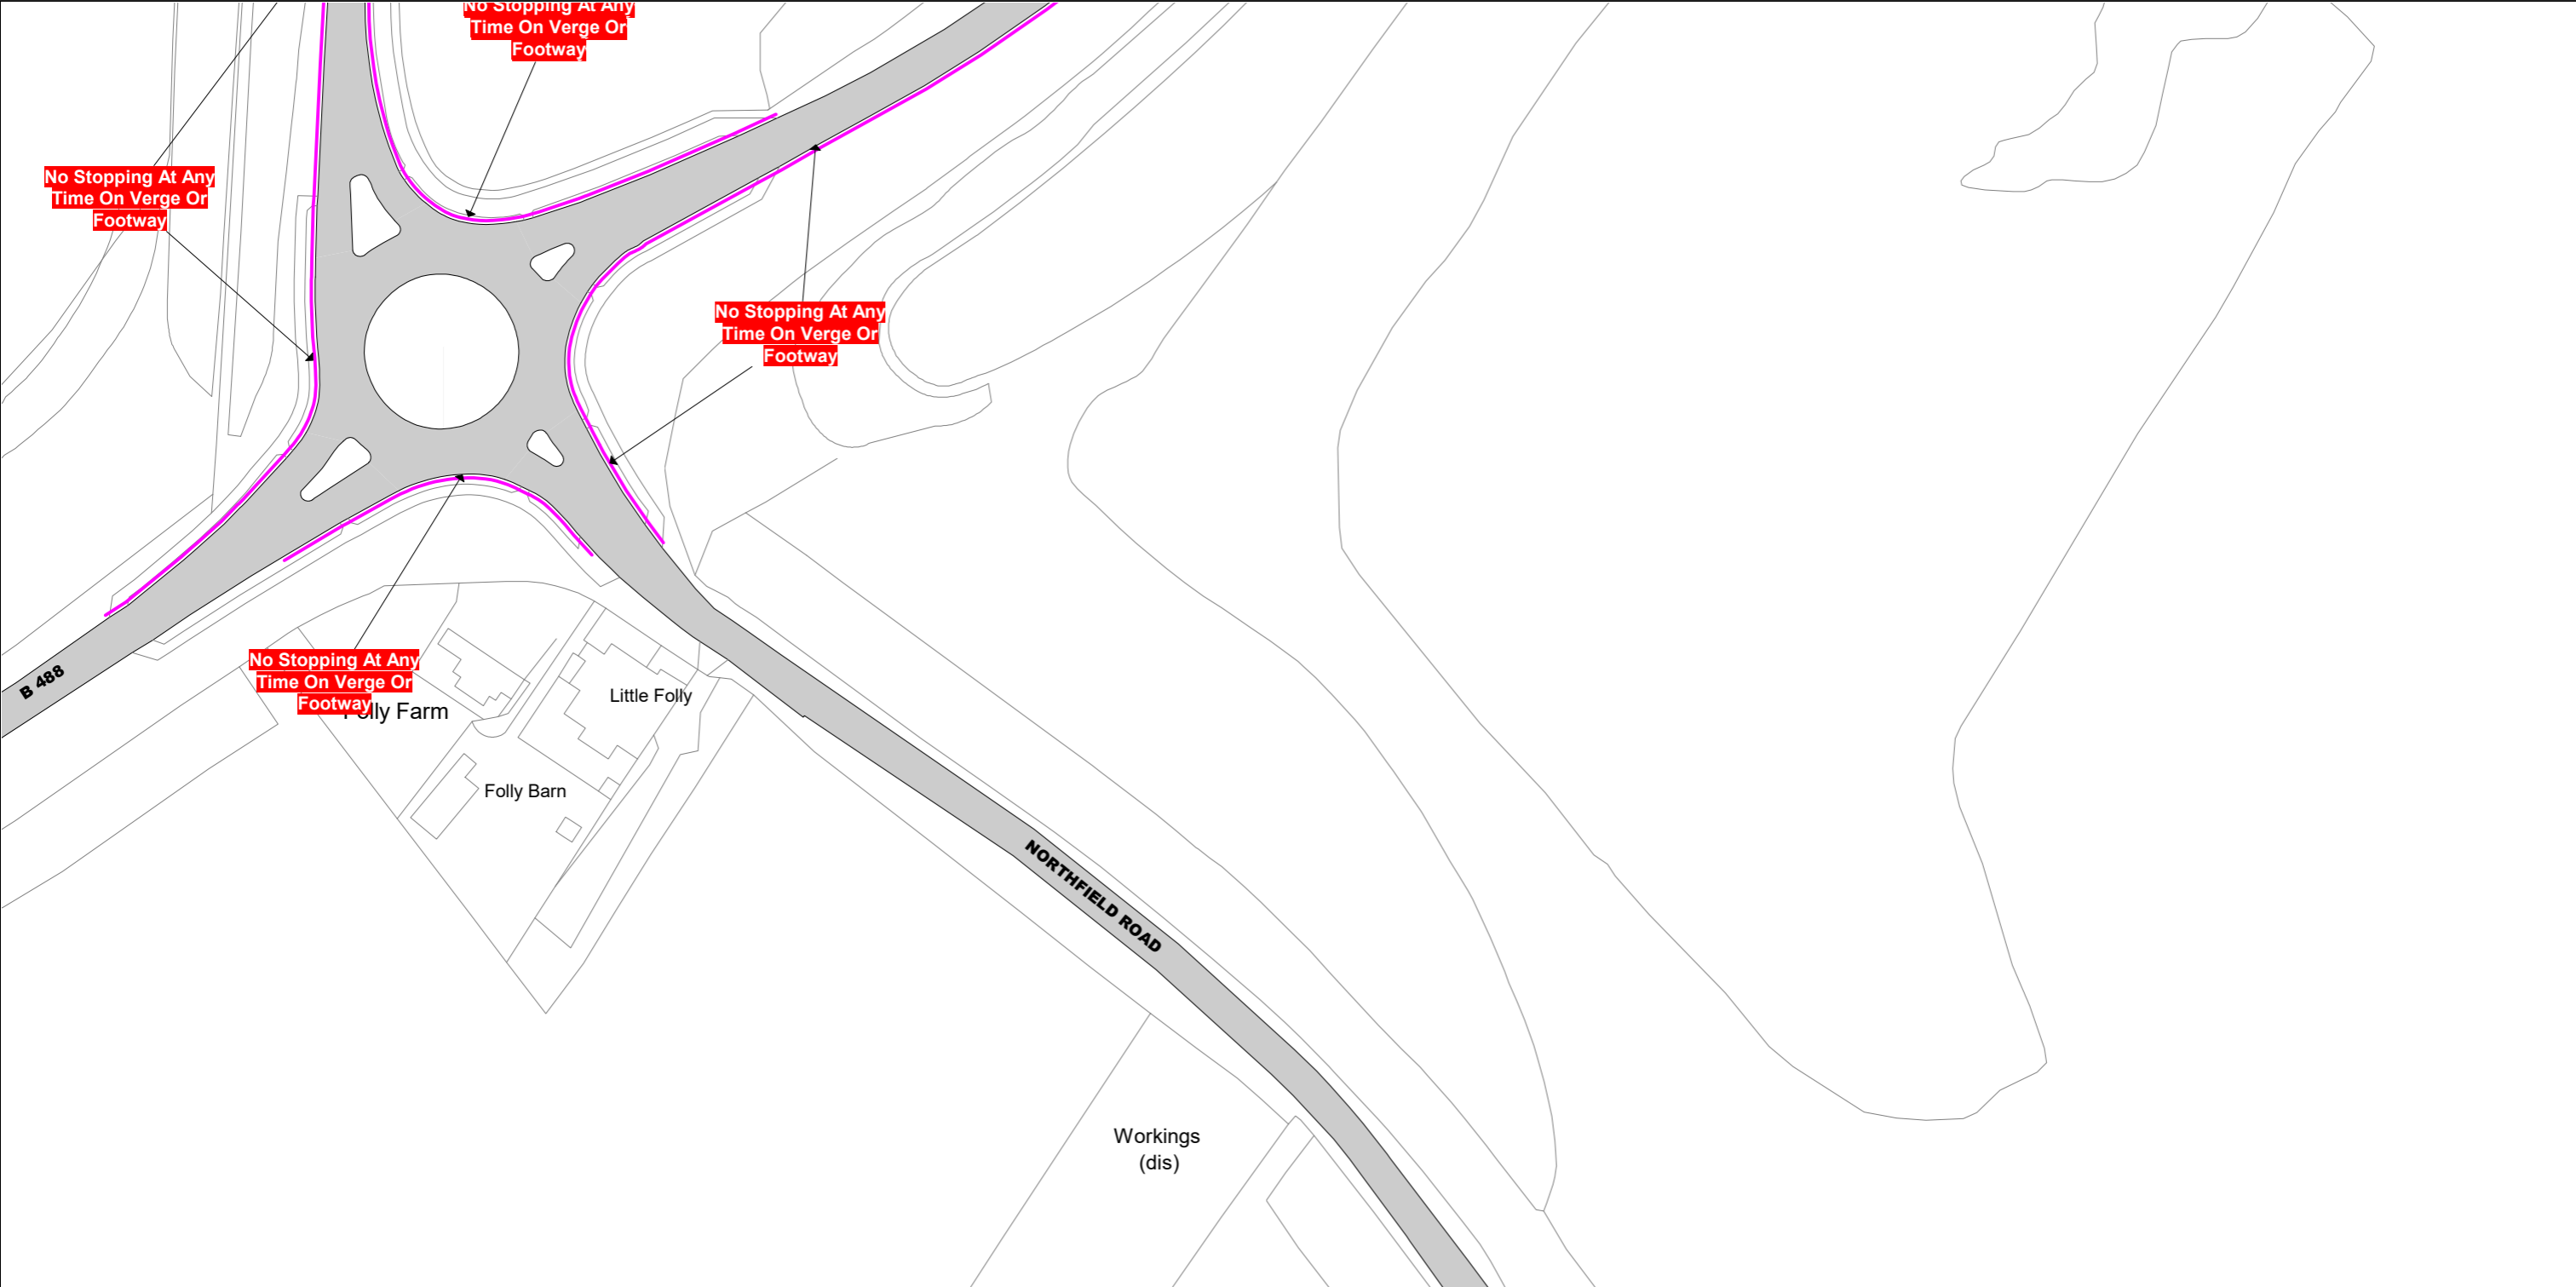 No Stopping At Any
Time On Verge Or
Footway
No Stopping At Any
Time On Verge Or
Footway
No Stopping At Any
Time On Verge Or
Footway
B 488
No Stopping At Any
Time On Verge Or
Footway
Folly Farm
Little Folly
Folly Barn
NORTHFIELD ROAD
Workings
(dis)